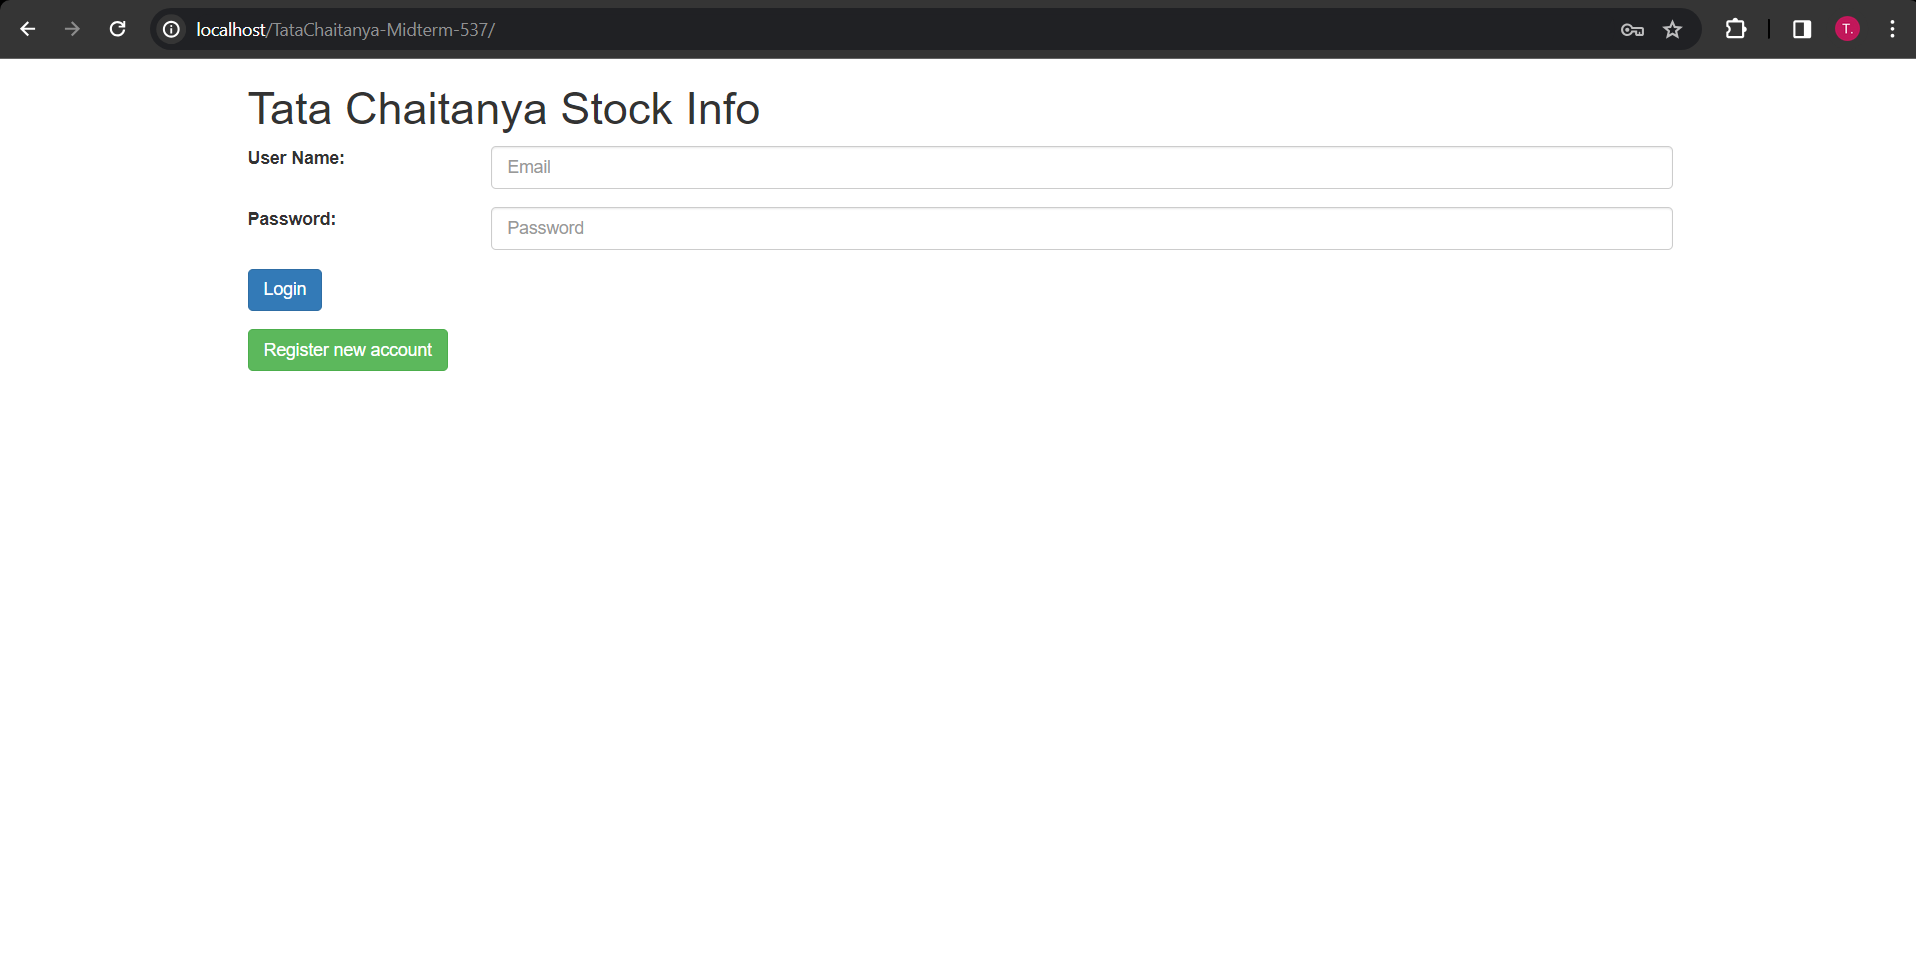 localhost/TataChaitanya-Midterm-537/
T.
Tata Chaitanya Stock Info
User Name:
Email
Password:
Password
Login
Register new account